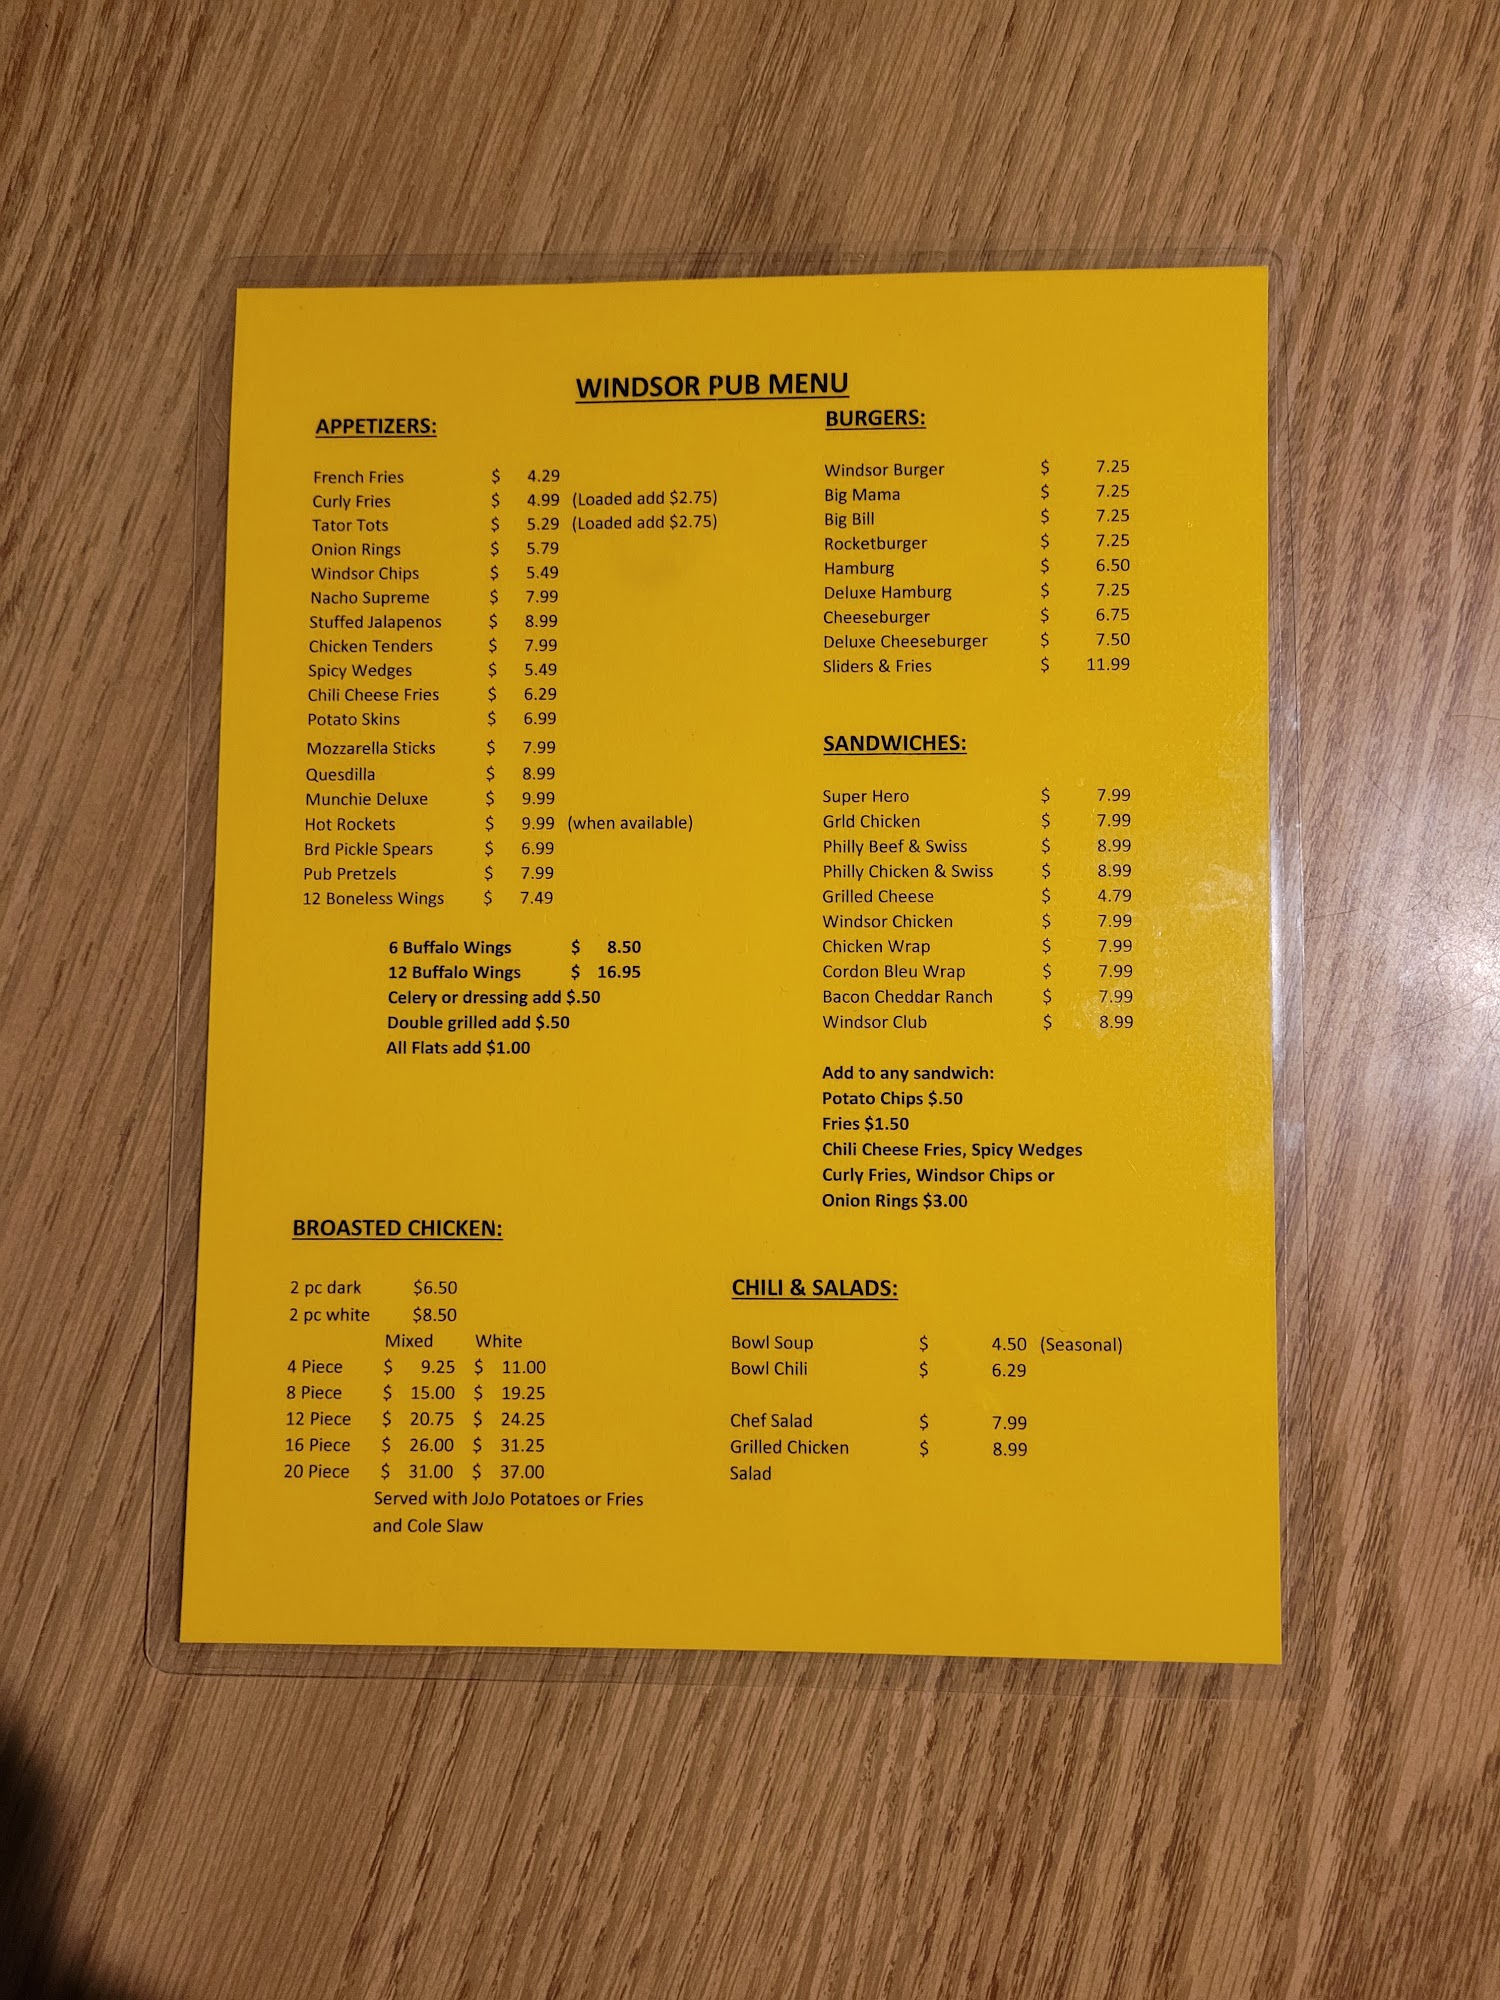 WINDSOR PUB MENU
APPETIZERS:
French Fries $ 4.29
Curly Fries $ 4.99 (Loaded add $2.75)
Tator Tots $ 5.29 (Loaded add $2.75)
Onion Rings $ 5.79
Windsor Chips $ 5.49
Nacho Supreme $ 7.99
Stuffed Jalapenos $ 8.99
Chicken Tenders $ 7.99
Spicy Wedges $ 5.49
Chili Cheese Fries $ 6.29
Potato Skins $ 6.99
Mozzarella Sticks $ 7.99
Quesdilla $ 8.99
Munchie Deluxe $ 9.99
Hot Rockets $ 9.99 (when available)
Brd Pickle Spears $ 6.99
Pub Pretzels $ 7.99
12 Boneless Wings $ 7.49
6 Buffalo Wings $ 8.50
12 Buffalo Wings $ 16.95
Celery or dressing add $.50
Double grilled add $.50
All Flats add $1.00
BURGERS:
Windsor Burger $ 7.25
Big Mama $ 7.25
Big Bill $ 7.25
Rocketburger $ 7.25
Hamburg $ 6.50
Deluxe Hamburg $ 7.25
Cheeseburger $ 6.75
Deluxe Cheeseburger $ 7.50
Sliders & Fries $ 11.99
SANDWICHES:
Super Hero $ 7.99
Grld Chicken $ 7.99
Philly Beef & Swiss $ 8.99
Philly Chicken & Swiss $ 8.99
Grilled Cheese $ 4.79
Windsor Chicken $ 7.99
Chicken Wrap $ 7.99
Cordon Bleu Wrap $ 7.99
Bacon Cheddar Ranch $ 7.99
Windsor Club $ 8.99
Add to any sandwich:
Potato Chips $.50
Fries $1.50
Chili Cheese Fries, Spicy Wedges
Curly Fries, Windsor Chips or
Onion Rings $3.00
BROASTED CHICKEN:
2 pc dark $6.50
2 pc white $8.50
Mixed White
4 Piece $ 9.25 $ 11.00
8 Piece $ 15.00 $ 19.25
12 Piece $ 20.75 $ 24.25
16 Piece $ 26.00 $ 31.25
20 Piece $ 31.00 $ 37.00
Served with JoJo Potatoes or Fries
and Cole Slaw
CHILI & SALADS:
Bowl Soup $ 4.50 (Seasonal)
Bowl Chili $ 6.29
Chef Salad $ 7.99
Grilled Chicken $ 8.99
Salad